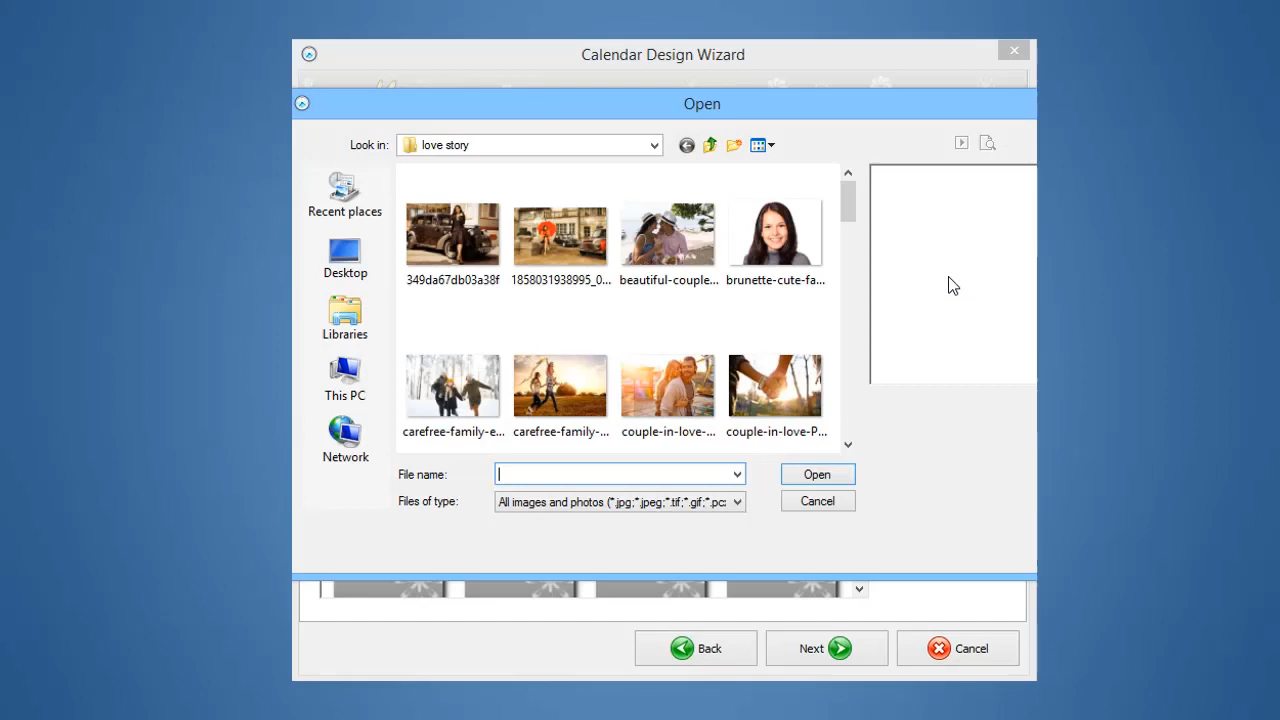 Calendar Design Wizard
Open
Look in:
love story
Recent places
Desktop
Libraries
This PC
Network
349da67db03a38f
1858031938995_0...
beautiful-couple...
brunette-cute-fa...
carefree-family-e...
carefree-family-...
couple-in-love-...
couple-in-love-P...
File name:
Open
Files of type:
All images and photos (*.jpg;*.jpeg;*.tif;*.gif;*.pcx
Cancel
Back
Next
Cancel